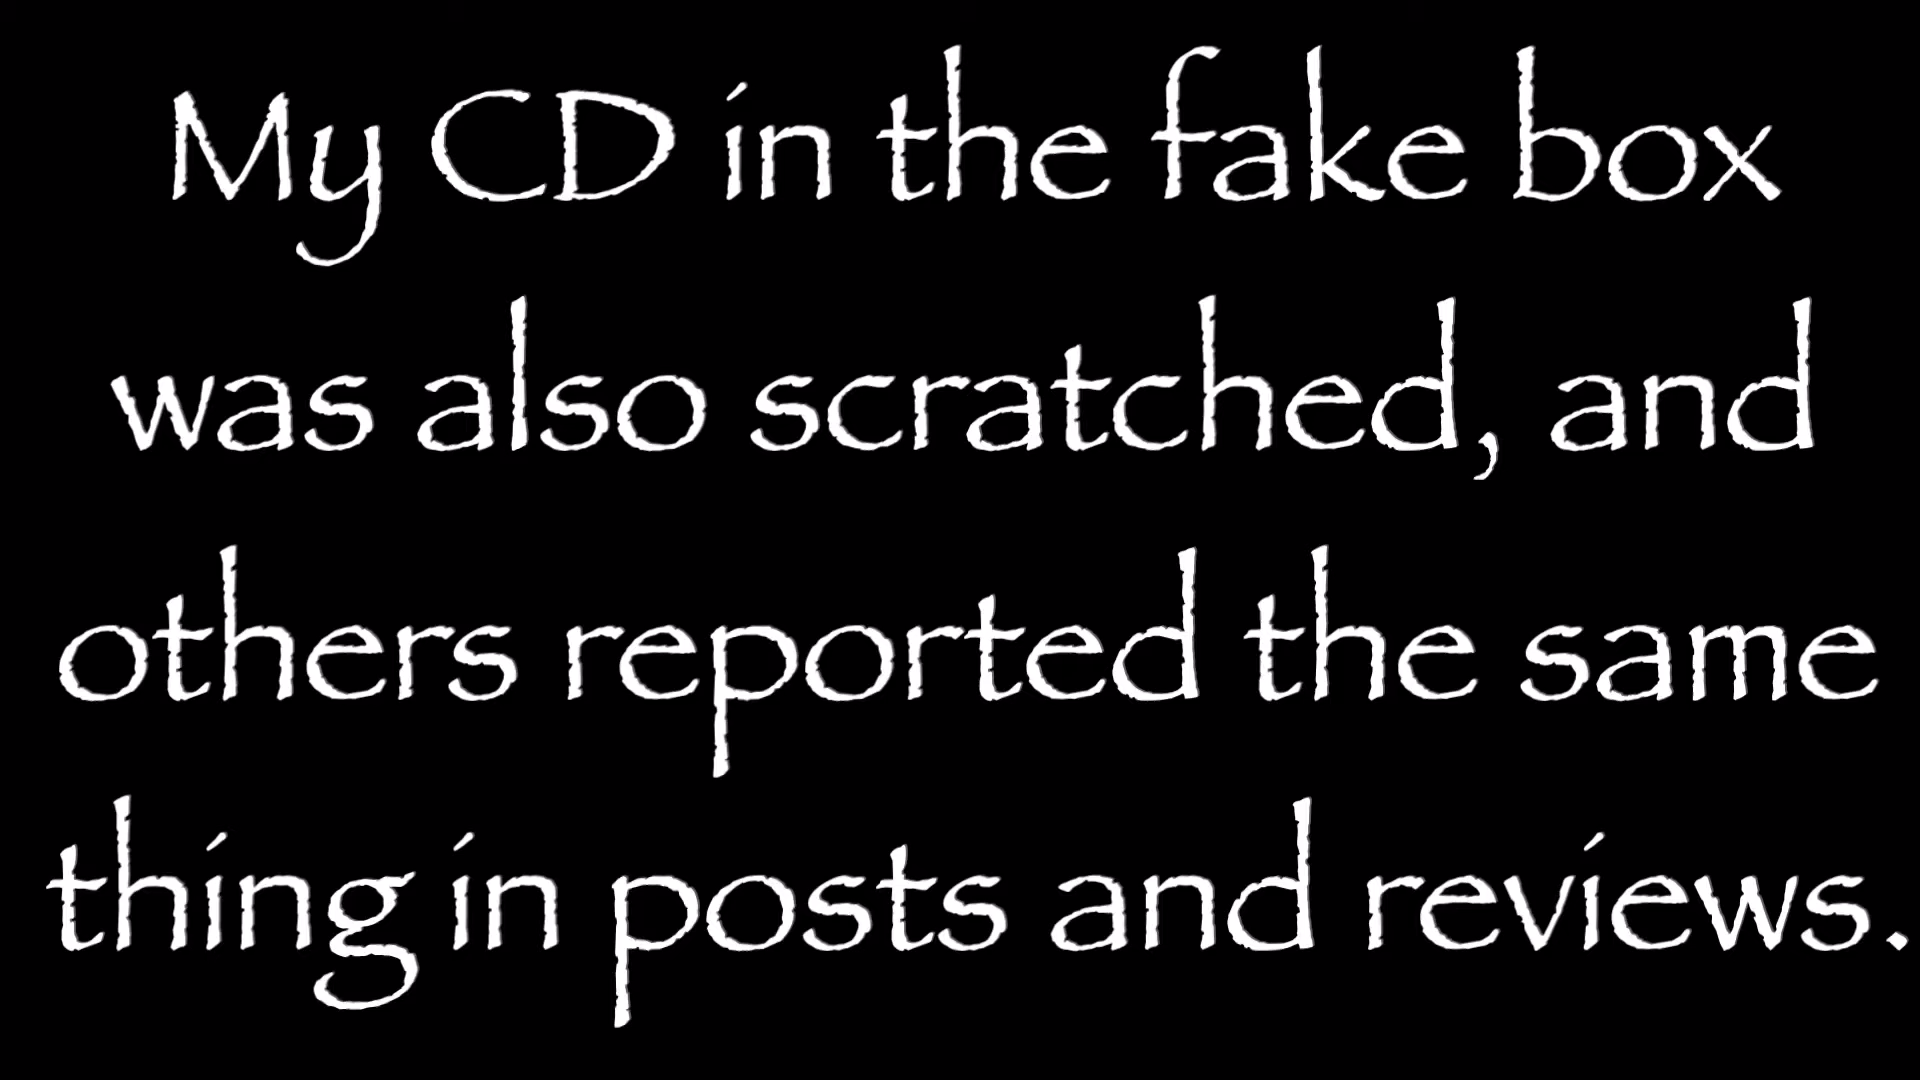 My CD in the fake box
was also scratched, and
others reported the same
thing in posts and reviews.